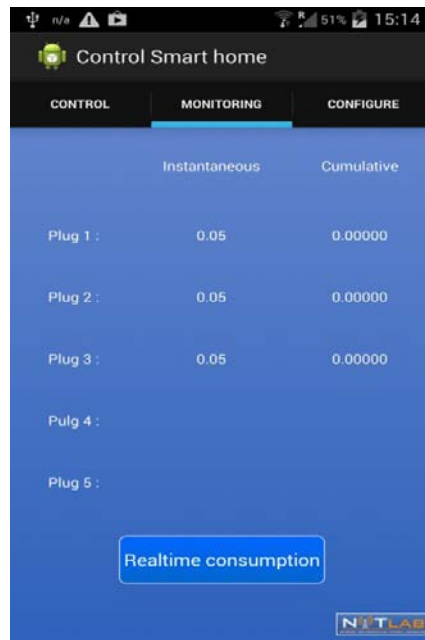 n/a R 51% 15:14
Control Smart home
CONTROL MONITORING CONFIGURE
Instantaneous Cumulative
Plug 1 : 0.05 0.00000
Plug 2 : 0.05 0.00000
Plug 3 : 0.05 0.00000
Pulg 4 :
Plug 5 :
Realtime consumption
NITLAB